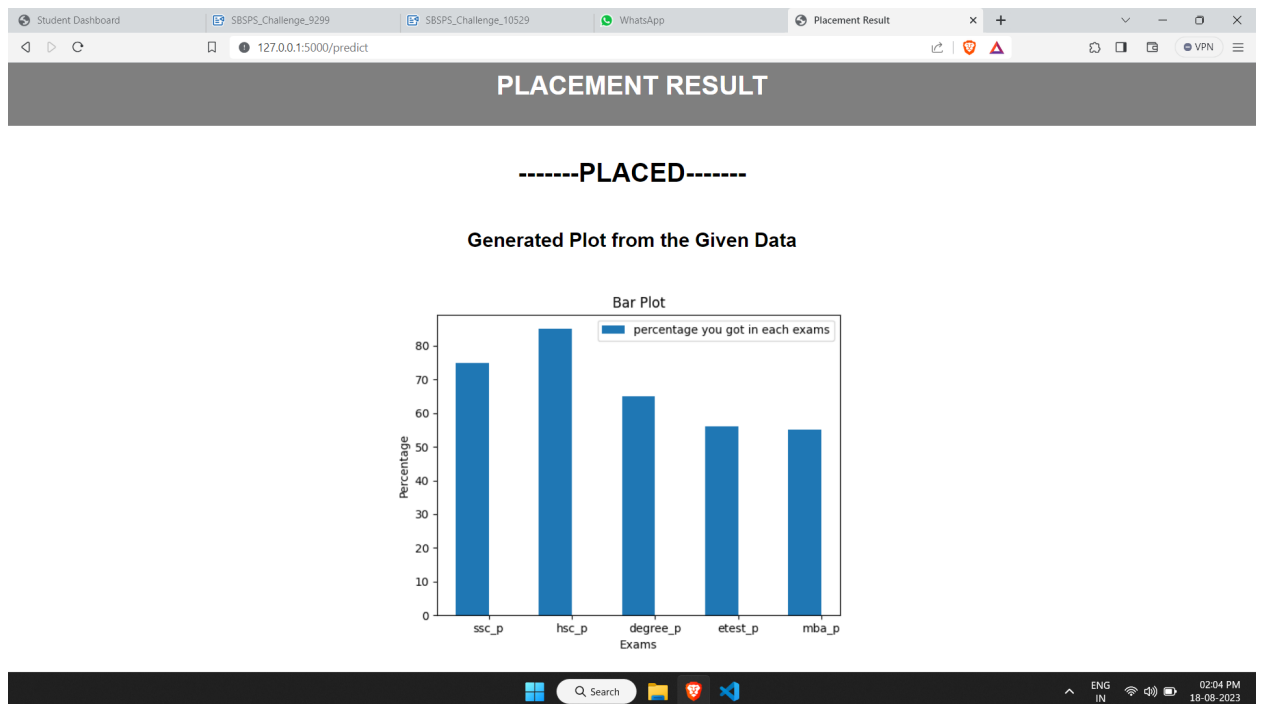 Student Dashboard
SBSPS_Challenge_9299
SBSPS_Challenge_10529
WhatsApp
Placement Result
127.0.0.1:5000/predict
VPN
PLACEMENT RESULT
-------PLACED-------
Generated Plot from the Given Data
Bar Plot
percentage you got in each exams
80
70
60
50
40
30
20
10
0
Percentage
ssc_p hsc_p degree_p etest_p mba_p
Exams
Search
ENG
IN
02:04 PM
18-08-2023